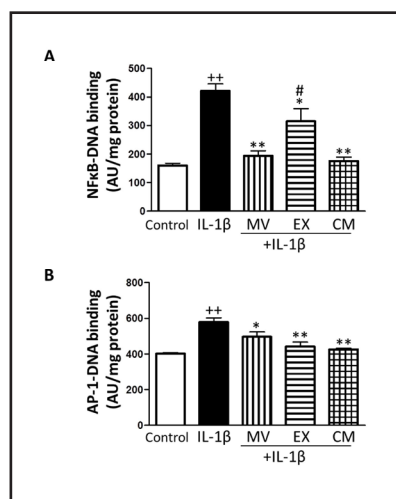 A
NFκB-DNA binding
(AU/mg protein)
500
400
300
200
100
0
++
**
#
*
**
Control IL-1β MV EX CM
+IL-1β
B
AP-1-DNA binding
(AU/mg protein)
800
600
400
200
0
++
*
**
**
Control IL-1β MV EX CM
+IL-1β